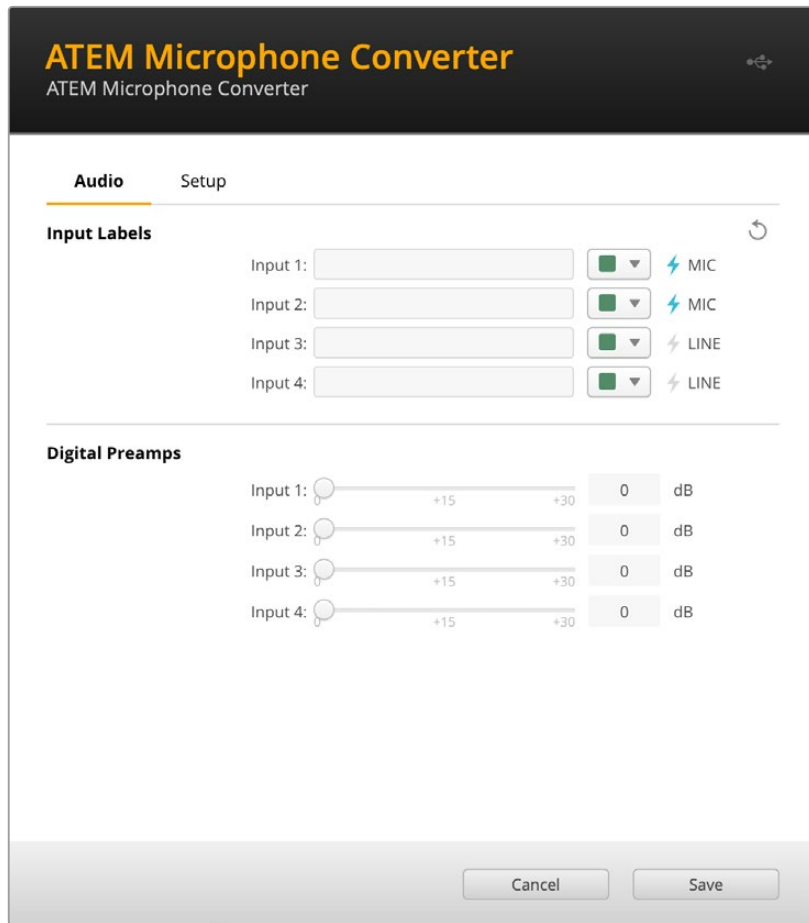 ATEM Microphone Converter
ATEM Microphone Converter
Audio Setup
Input Labels
Input 1: MIC
Input 2: MIC
Input 3: LINE
Input 4: LINE
Digital Preamps
Input 1: 0 dB
0 +15 +30
Input 2: 0 dB
0 +15 +30
Input 3: 0 dB
0 +15 +30
Input 4: 0 dB
0 +15 +30
Cancel Save